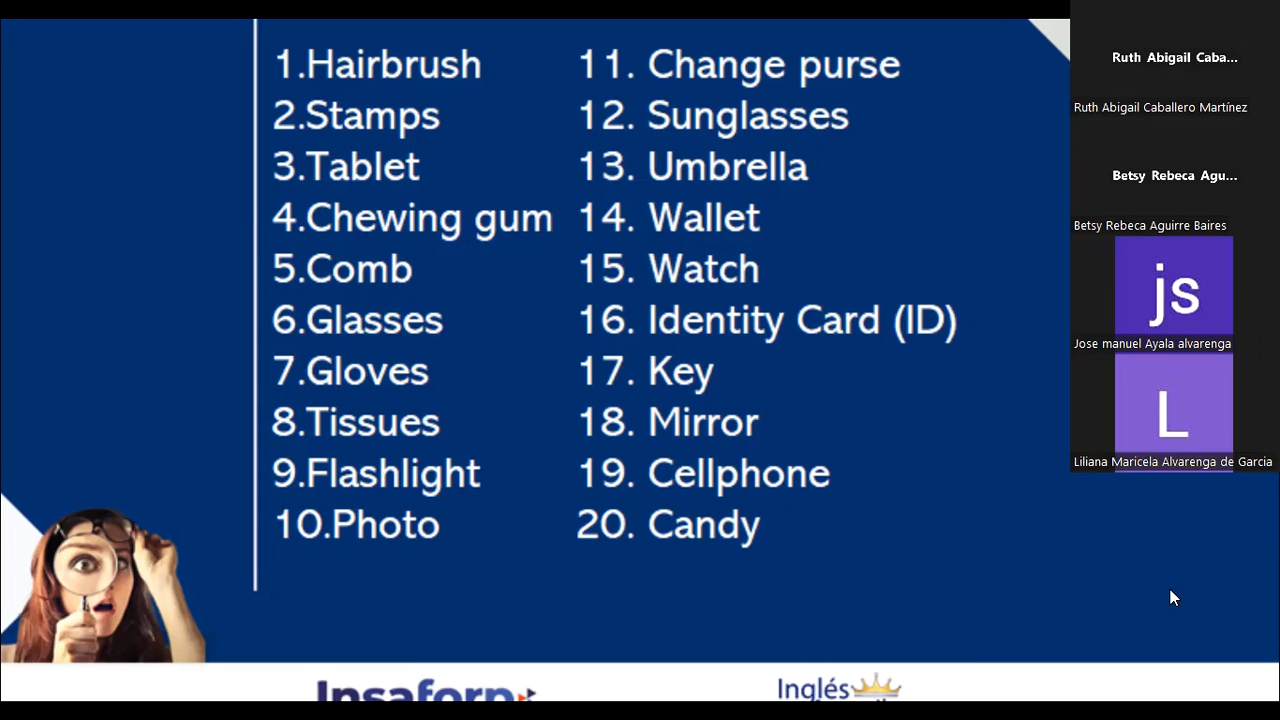 1.Hairbrush
2.Stamps
3.Tablet
4.Chewing gum
5.Comb
6.Glasses
7.Gloves
8.Tissues
9.Flashlight
10.Photo
11. Change purse
12. Sunglasses
13. Umbrella
14. Wallet
15. Watch
16. Identity Card (ID)
17. Key
18. Mirror
19. Cellphone
20. Candy
Ruth Abigail Caba...
Ruth Abigail Caballero Martínez
Betsy Rebeca Agu...
Betsy Rebeca Aguirre Baires
js
Jose manuel Ayala alvarenga
L
Liliana Maricela Alvarenga de Garcia
Insaforp
Inglés